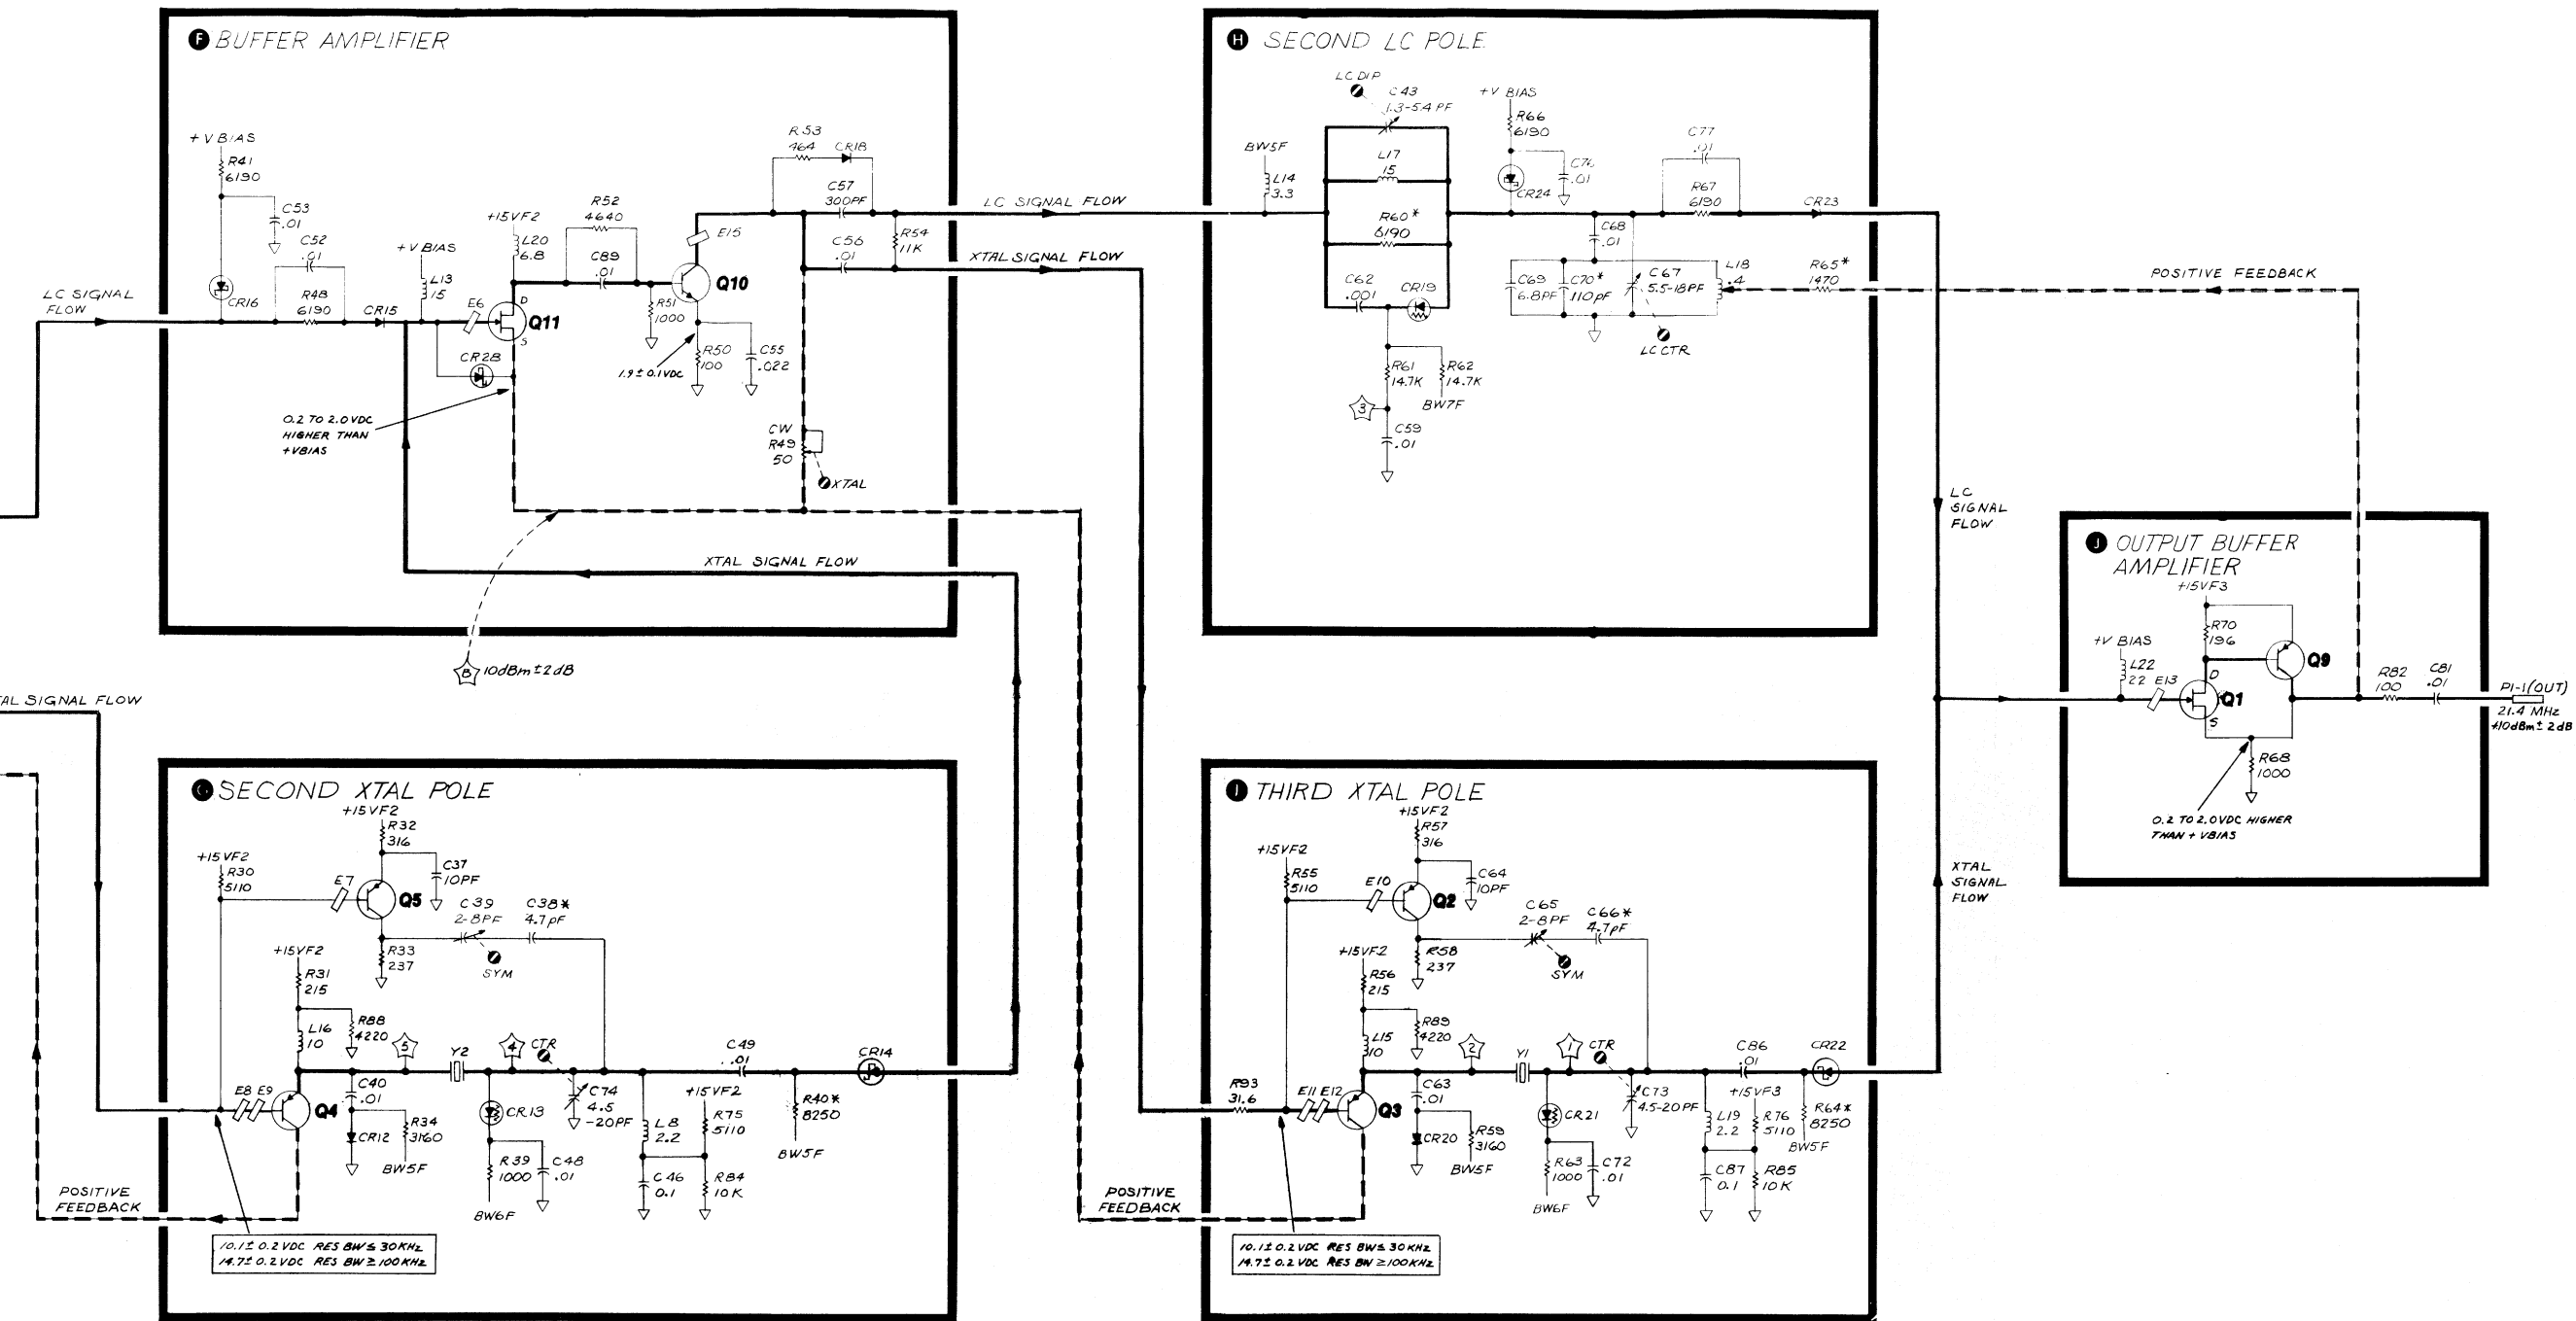 F BUFFER AMPLIFIER
+V BIAS
R41
6190
C53
.01
C52
.01
R48
6190
CR16
CR15
LC SIGNAL
FLOW
+V BIAS
L13
15
E6
+15VF2
L20
6.8
D
Q11
S
CR28
0.2 TO 2.0VDC
HIGHER THAN
+VBIAS
R52
4640
C89
.01
R51
1000
Q10
E15
R50
100
C55
.022
1.9±0.1VDC
R53
464
CR18
C57
300PF
C56
.01
R54
11K
CW
R49
50
XTAL
LC SIGNAL FLOW
XTAL SIGNAL FLOW
XTAL SIGNAL FLOW
8
10dBm±2dB
H SECOND LC POLE
LC DIP
C43
1.3-5.4 PF
BW5F
L14
3.3
L17
15
R60*
6190
C62
.001
CR19
R61
14.7K
R62
14.7K
BW7F
3
C59
.01
+V BIAS
R66
6190
C76
.01
CR24
C77
.01
R67
6190
CR23
C68
.01
C69
6.8PF
C70*
110pF
C67
5.5-18PF
L18
.4
R65*
1470
LC CTR
POSITIVE FEEDBACK
LC
SIGNAL
FLOW
J OUTPUT BUFFER
AMPLIFIER
+15VF3
R70
196
+V BIAS
L22
22
E13
D
Q1
S
Q9
R68
1000
R82
100
C81
.01
P1-1(OUT)
21.4 MHz
+10dBm±2dB
0.2 TO 2.0VDC HIGHER
THAN + VBIAS
XTAL
SIGNAL
FLOW
TAL SIGNAL FLOW
G SECOND XTAL POLE
+15VF2
R32
316
+15VF2
R30
5110
E7
C37
10PF
Q5
C39
2-8PF
C38*
4.7pF
SYM
R33
237
+15VF2
R31
215
L16
10
R88
4220
5
Y2
4
CTR
E8 E9
Q4
C40
.01
CR12
R34
3160
BW5F
CR13
R39
1000
C48
.01
BW6F
C74
4.5
-20PF
L8
2.2
+15VF2
R75
5110
C46
0.1
R84
10K
C49
.01
R40*
8250
BW5F
CR14
POSITIVE
FEEDBACK
10.1±0.2VDC RES BW≤30KHz
14.7±0.2VDC RES BW≥100KHz
I THIRD XTAL POLE
+15VF2
R57
316
+15VF2
R55
5110
E10
C64
10PF
Q2
C65
2-8PF
C66*
4.7pF
SYM
R58
237
+15VF2
R56
215
L15
10
R89
4220
2
Y1
1
CTR
R93
31.6
E11 E12
Q3
C63
.01
CR20
R59
3160
BW5F
CR21
R63
1000
C72
.01
BW6F
C73
4.5-20PF
L19
2.2
+15VF3
R76
5110
C87
0.1
R85
10K
C86
.01
R64*
8250
BW5F
CR22
POSITIVE
FEEDBACK
10.1±0.2VDC RES BW≤30KHz
14.7±0.2VDC RES BW≥100KHz